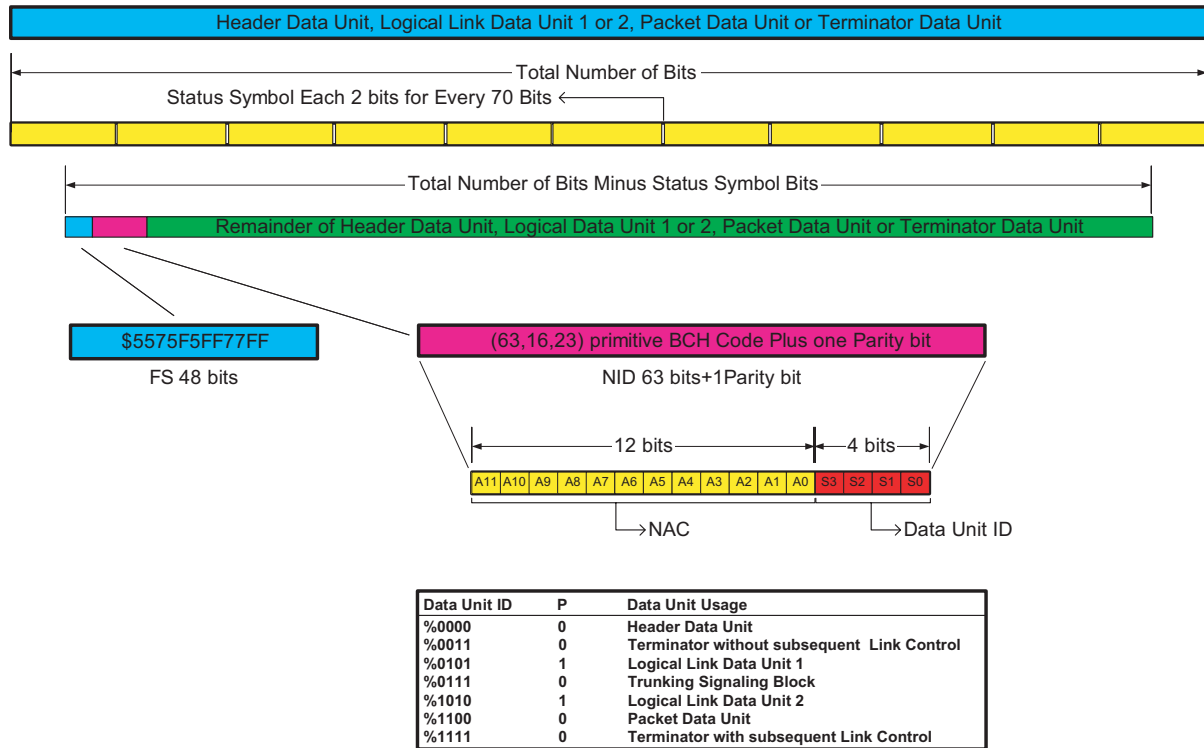 Header Data Unit, Logical Link Data Unit 1 or 2, Packet Data Unit or Terminator Data Unit
Total Number of Bits
Status Symbol Each 2 bits for Every 70 Bits
Total Number of Bits Minus Status Symbol Bits
Remainder of Header Data Unit, Logical Data Unit 1 or 2, Packet Data Unit or Terminator Data Unit
$5575F5FF77FF
(63,16,23) primitive BCH Code Plus one Parity bit
FS 48 bits
NID 63 bits+1Parity bit
12 bits
4 bits
A11 A10 A9 A8 A7 A6 A5 A4 A3 A2 A1 A0 S3 S2 S1 S0
NAC
Data Unit ID
Data Unit ID P Data Unit Usage
%0000 0 Header Data Unit
%0011 0 Terminator without subsequent Link Control
%0101 1 Logical Link Data Unit 1
%0111 0 Trunking Signaling Block
%1010 1 Logical Link Data Unit 2
%1100 0 Packet Data Unit
%1111 0 Terminator with subsequent Link Control